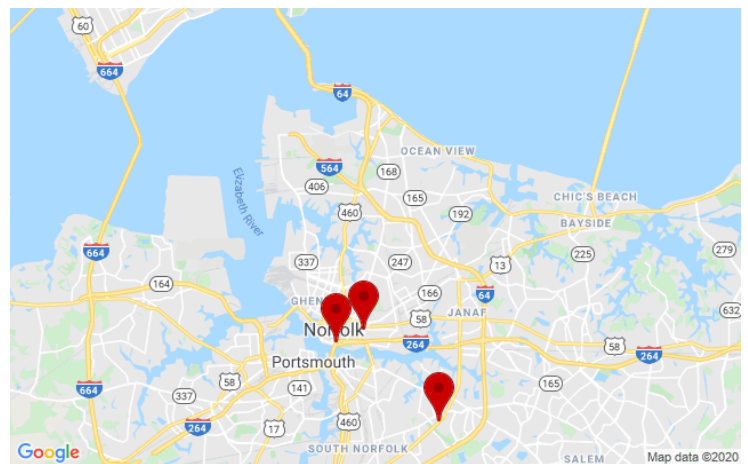 60
664
64
OCEAN VIEW
564
168
406
165
Elizabeth River
CHIC'S BEACH
460
192
BAYSIDE
664
337
247
13
225
279
164
GHEN
166
64
632
58
JANAF
Norfolk
264
58
264
Portsmouth
58
141
165
664
337
264
17
460
SOUTH NORFOLK
SALEM
Google
Map data ©2020